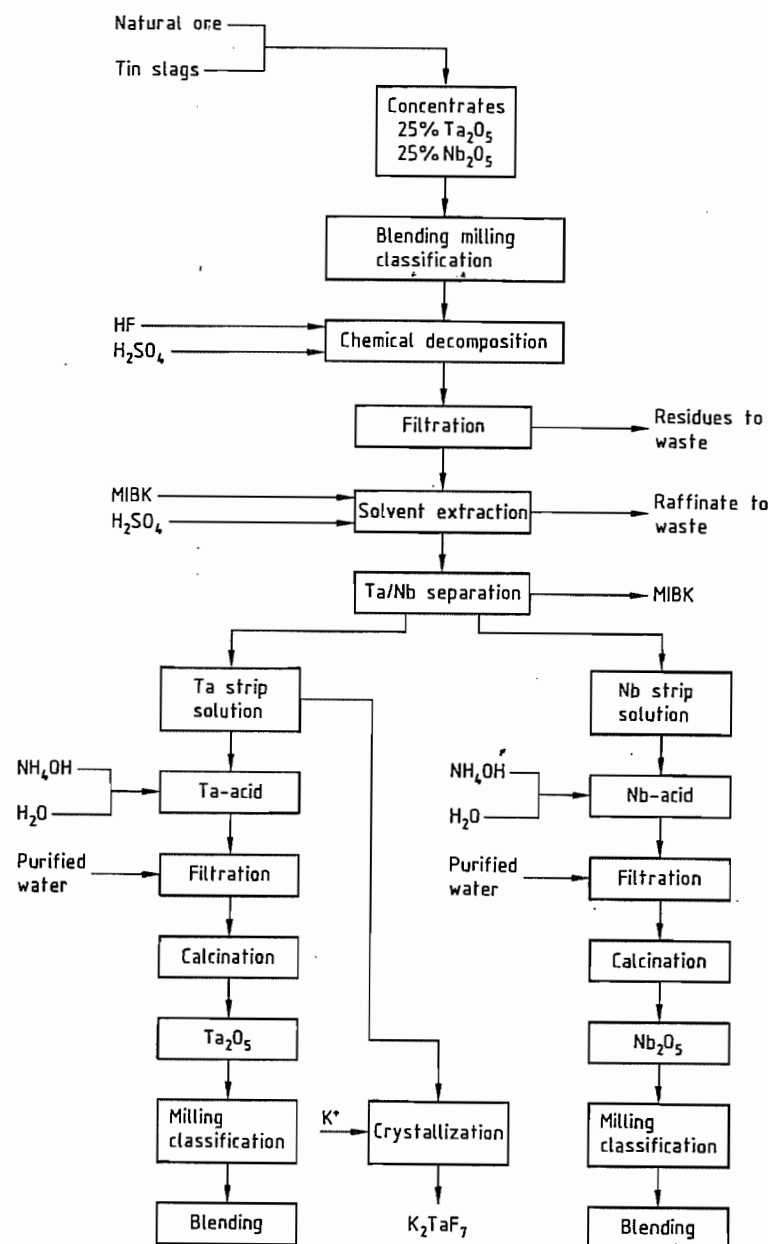 Natural ore
Tin slags
Concentrates
25% Ta₂O₅
25% Nb₂O₅
Blending milling
classification
HF
H₂SO₄
Chemical decomposition
Filtration
Residues to
waste
MIBK
H₂SO₄
Solvent extraction
Raffinate to
waste
Ta/Nb separation
MIBK
Ta strip
solution
Nb strip
solution
NH₄OH
H₂O
Ta-acid
NH₄OH
H₂O
Nb-acid
Purified
water
Filtration
Purified
water
Filtration
Calcination
Calcination
Ta₂O₅
Nb₂O₅
Milling
classification
K⁺
Crystallization
Milling
classification
Blending
K₂TaF₇
Blending